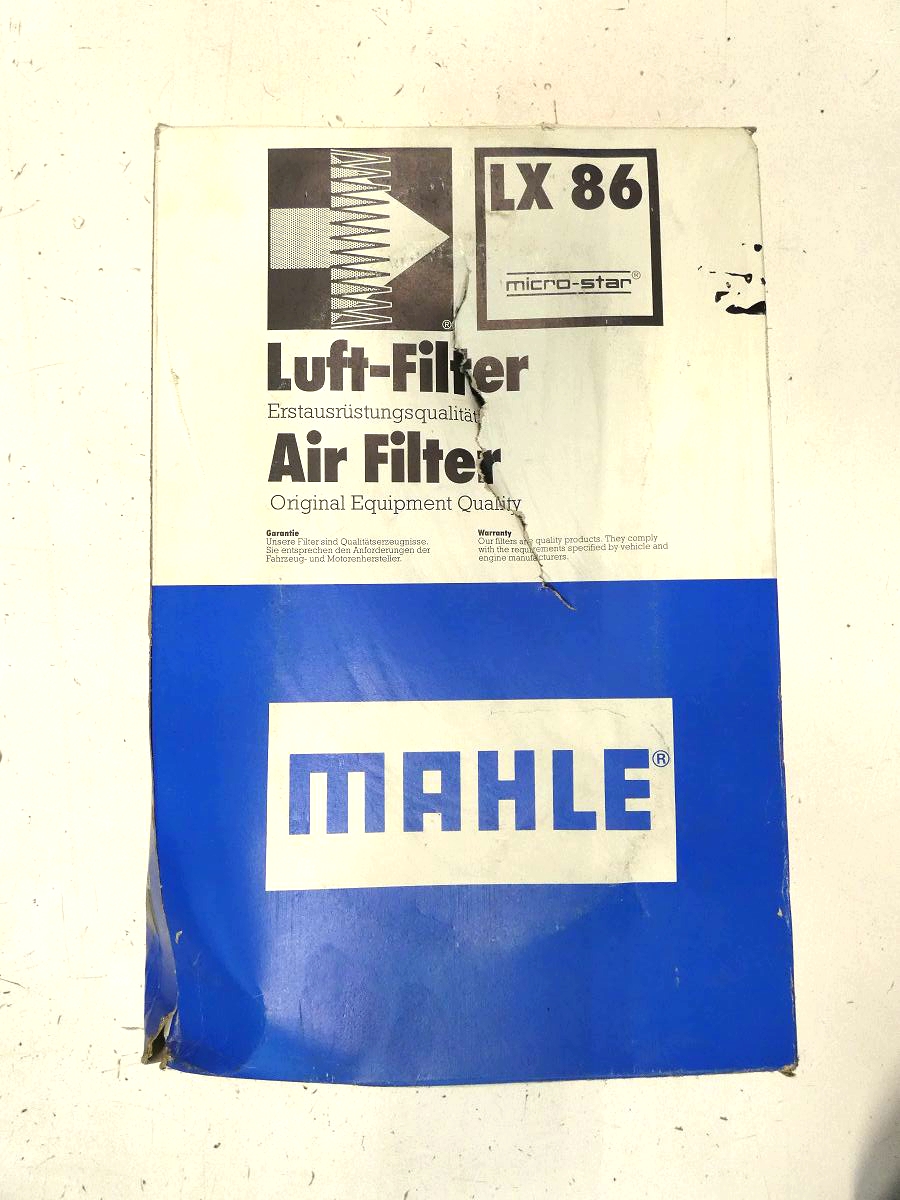 LX 86
micro-star®
®
Luft-Filter
Erstausrüstungsqualität
Air Filter
Original Equipment Quality
Garantie
Unsere Filter sind Qualitätserzeugnisse.
Sie entsprechen den Anforderungen der
Fahrzeug- und Motorenhersteller.
Warranty
Our filters are quality products. They comply
with the requirements specified by vehicle and
engine manufacturers.
MAHLE®